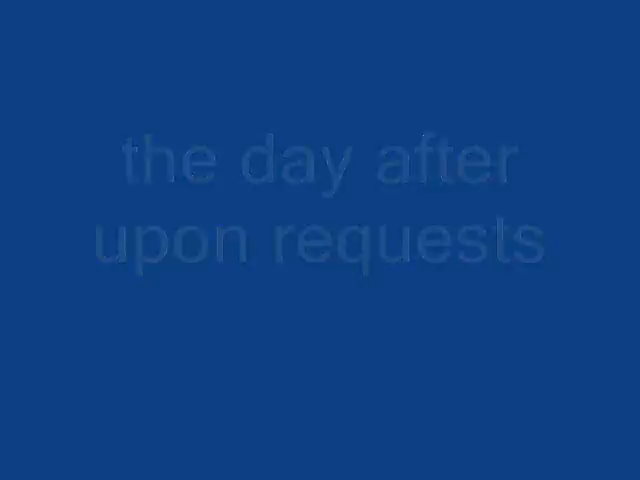 the day after
upon requests